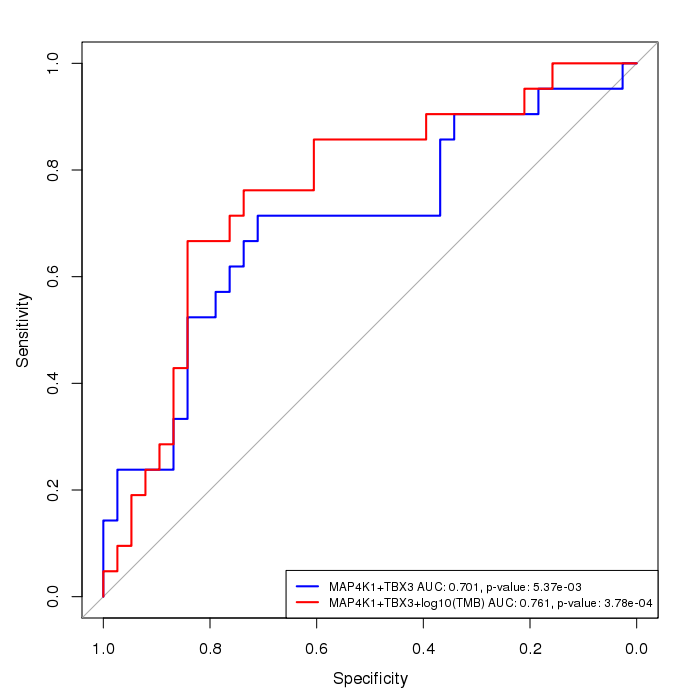 1.0
0.8
0.6
0.4
0.2
0.0
Sensitivity
MAP4K1+TBX3 AUC: 0.701, p-value: 5.37e-03
MAP4K1+TBX3+log10(TMB) AUC: 0.761, p-value: 3.78e-04
1.0 0.8 0.6 0.4 0.2 0.0
Specificity